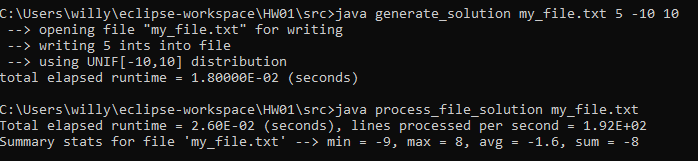 C:\Users\willy\eclipse-workspace\HW01\src>java generate_solution my_file.txt 5 -10 10
--> opening file "my_file.txt" for writing
--> writing 5 ints into file
--> using UNIF[-10,10] distribution
total elapsed runtime = 1.80000E-02 (seconds)
C:\Users\willy\eclipse-workspace\HW01\src>java process_file_solution my_file.txt
Total elapsed runtime = 2.60E-02 (seconds), lines processed per second = 1.92E+02
Summary stats for file 'my_file.txt' --> min = -9, max = 8, avg = -1.6, sum = -8